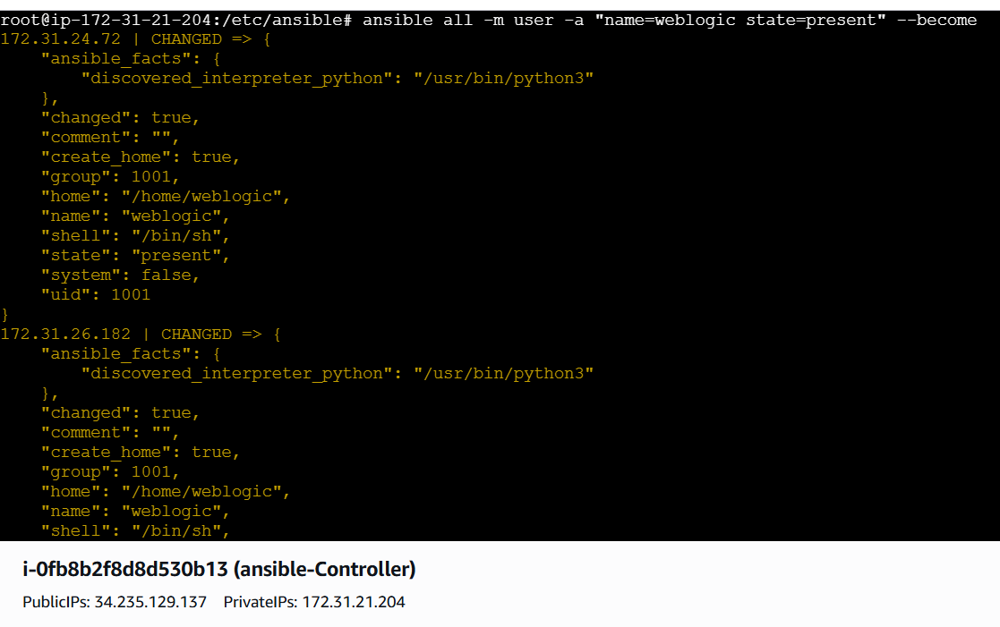 root@ip-172-31-21-204:/etc/ansible# ansible all -m user -a "name=weblogic state=present" --become
172.31.24.72 | CHANGED => {
    "ansible_facts": {
        "discovered_interpreter_python": "/usr/bin/python3"
    },
    "changed": true,
    "comment": "",
    "create_home": true,
    "group": 1001,
    "home": "/home/weblogic",
    "name": "weblogic",
    "shell": "/bin/sh",
    "state": "present",
    "system": false,
    "uid": 1001
}
172.31.26.182 | CHANGED => {
    "ansible_facts": {
        "discovered_interpreter_python": "/usr/bin/python3"
    },
    "changed": true,
    "comment": "",
    "create_home": true,
    "group": 1001,
    "home": "/home/weblogic",
    "name": "weblogic",
    "shell": "/bin/sh",
i-0fb8b2f8d8d530b13 (ansible-Controller)
PublicIPs: 34.235.129.137 PrivateIPs: 172.31.21.204